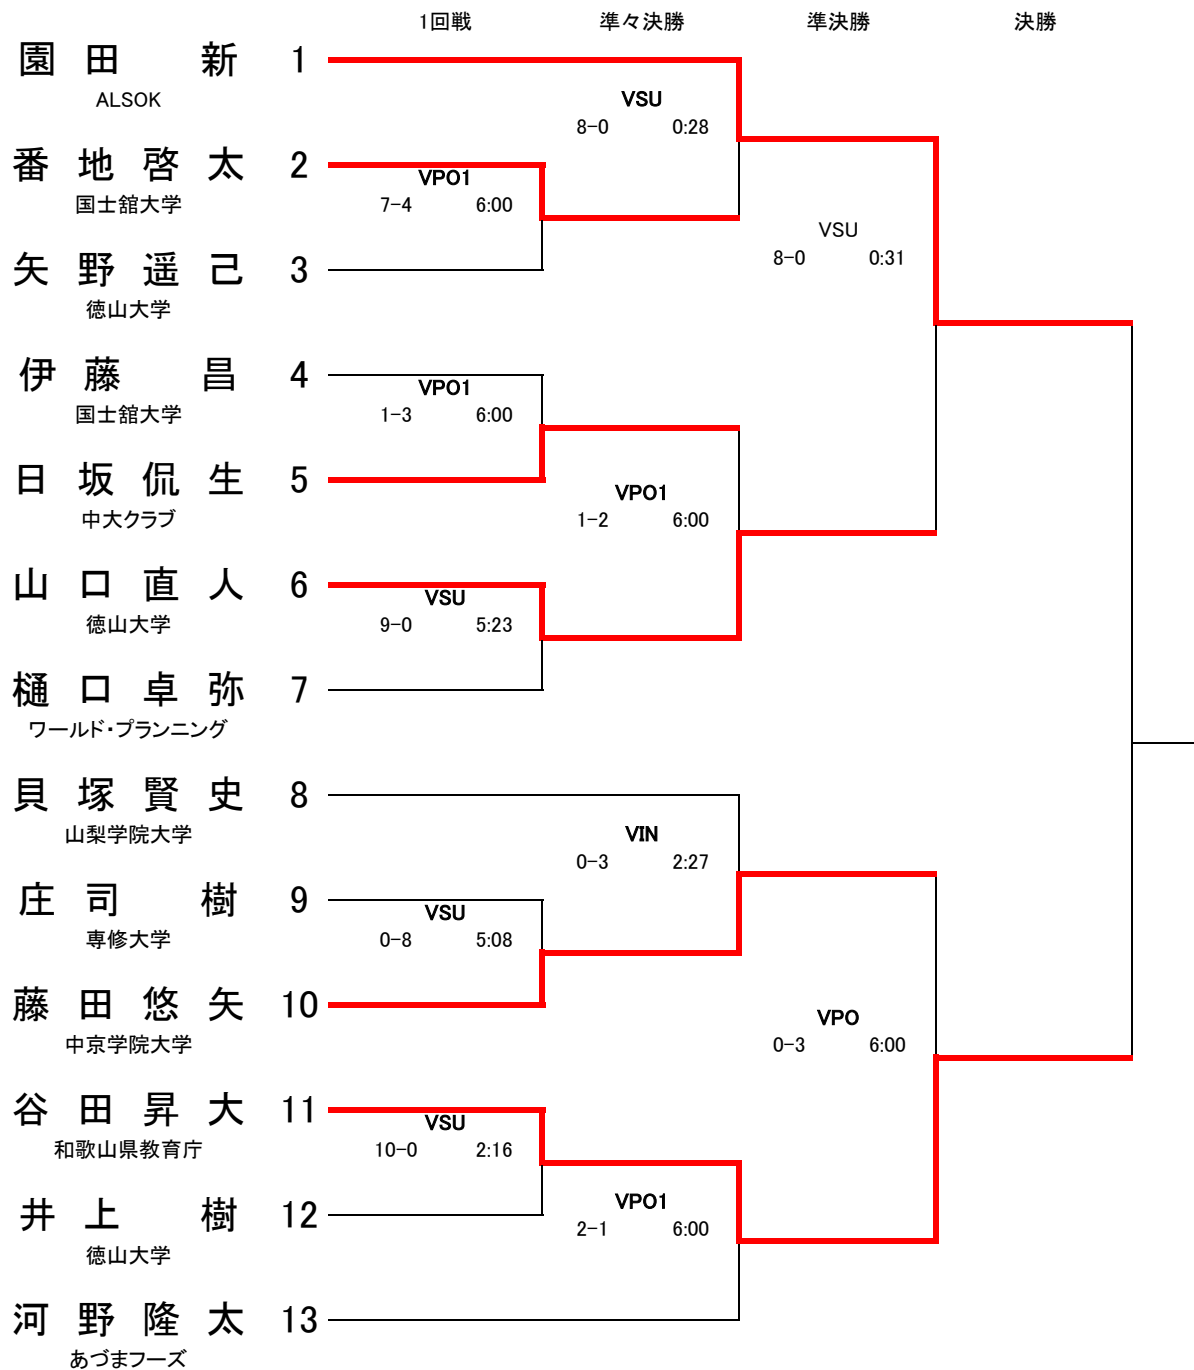 1回戦 準々決勝 準決勝 決勝
園田 新 1
ALSOK
VSU
8-0 0:28
番地啓太 2
国士舘大学
VPO1
7-4 6:00
VSU
8-0 0:31
矢野遥己 3
徳山大学
伊藤 昌 4
国士舘大学
VPO1
1-3 6:00
日坂侃生 5
中大クラブ
VPO1
1-2 6:00
山口直人 6
徳山大学
VSU
9-0 5:23
樋口卓弥 7
ワールド・プランニング
貝塚賢史 8
山梨学院大学
VIN
0-3 2:27
庄司 樹 9
専修大学
VSU
0-8 5:08
藤田悠矢 10
中京学院大学
VPO
0-3 6:00
谷田昇大 11
和歌山県教育庁
VSU
10-0 2:16
井上 樹 12
徳山大学
VPO1
2-1 6:00
河野隆太 13
あづまフーズ